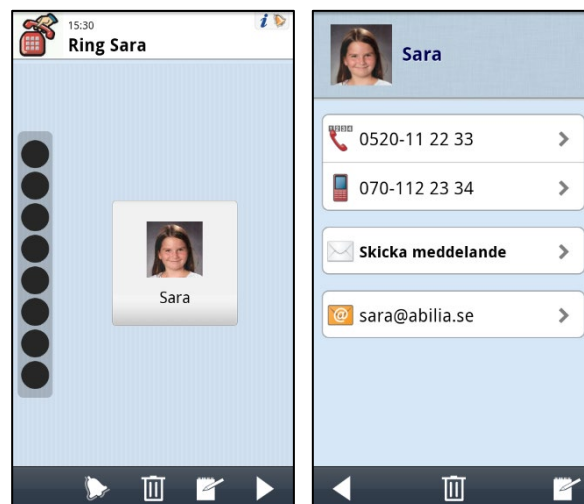 15:30
Ring Sara
Sara
Sara
0520-11 22 33
070-112 23 34
Skicka meddelande
sara@abilia.se